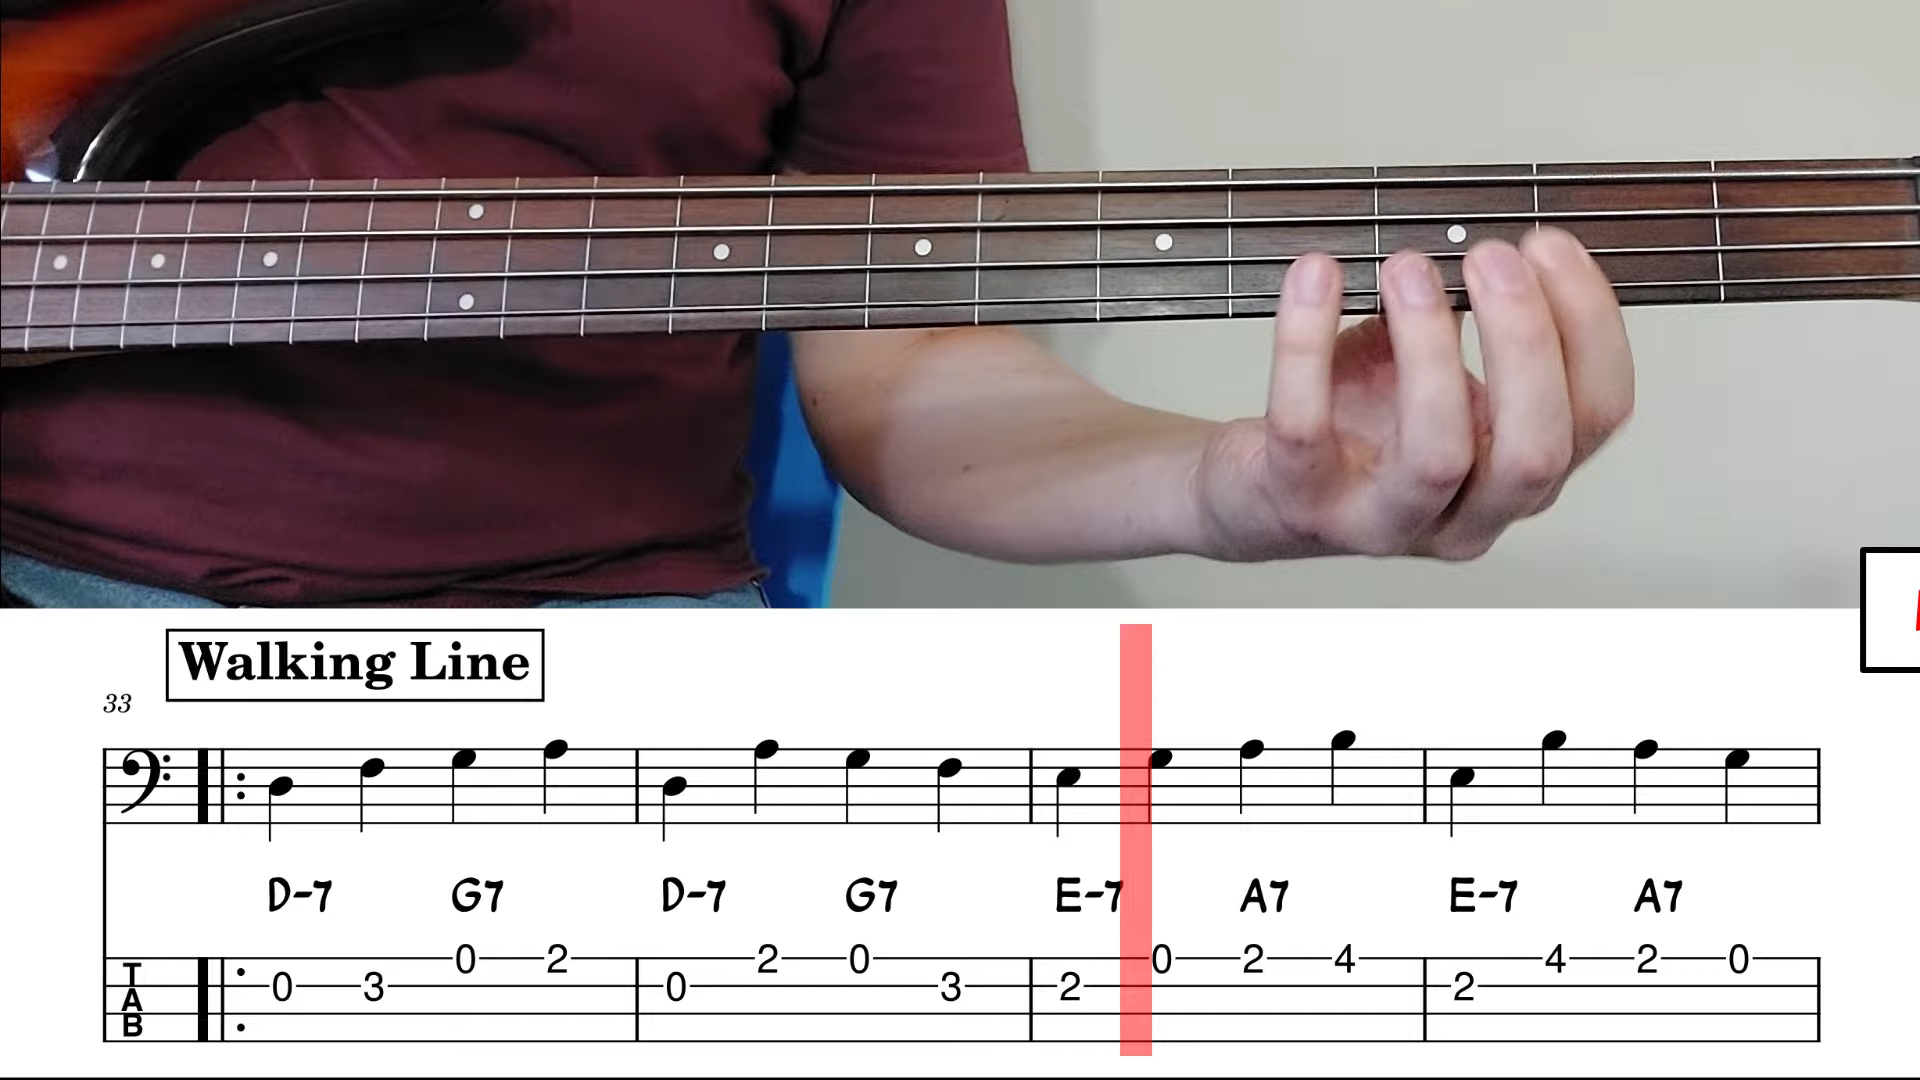 Walking Line
33
D-7 G7 D-7 G7 E-7 A7 E-7 A7
T 0 3 0 2 0 2 0 3 2 0 2 4 2 4 2 0
A
B